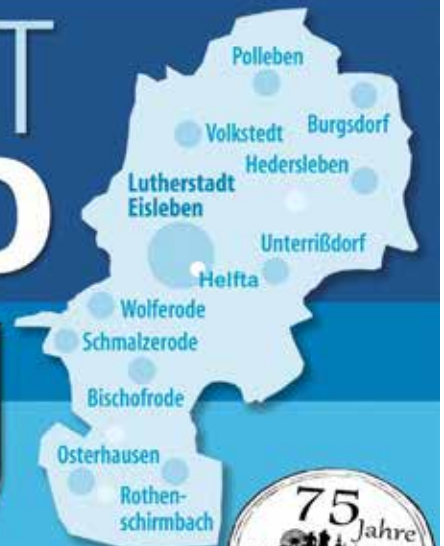 T
Polleben
Burgsdorf
Volkstedt
Hedersleben
Lutherstadt
Eisleben
Unterrißdorf
Helfta
Wolferode
Schmalzerode
Bischofrode
Osterhausen
Rothen-
schirmbach
75
Jahre